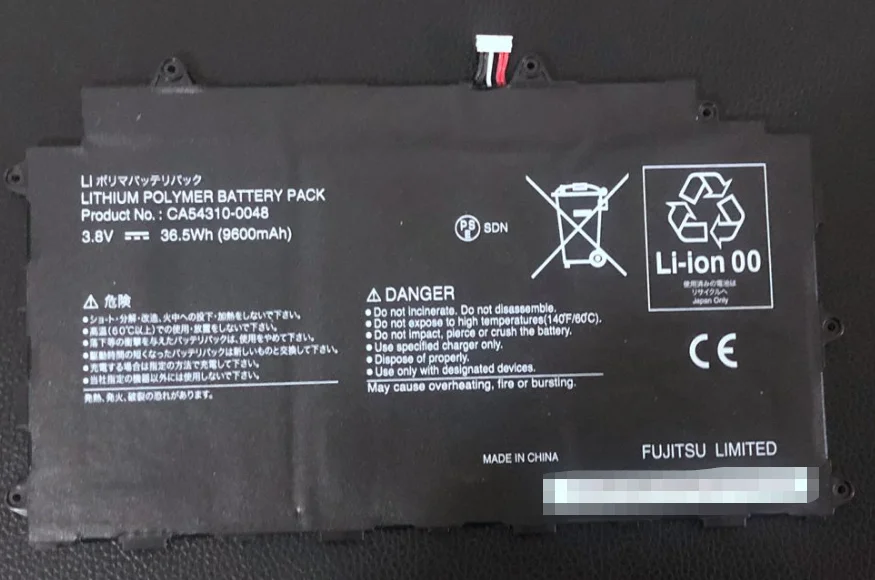 Li ポリマバッテリパック
LITHIUM POLYMER BATTERY PACK
Product No. : CA54310-0048
3.8V 36.5Wh (9600mAh)
PS
E
SDN
Li-ion 00
使用済みの電池は
リサイクルへ
Japan Only
危険
●ショート・分解・改造、火中への投下・加熱をしないで下さい。
●高温(60℃以上)での使用・放置をしないで下さい。
●落下等の衝撃を与えたバッテリパックは、使用をやめて下さい。
●駆動時間の短くなったバッテリパックは新しいものと交換して下さい。
●充電する場合は指定の方法で充電して下さい。
●当社指定の機器以外には使用しないで下さい。
発熱、発火、破裂の恐れがあります。
DANGER
● Do not incinerate. Do not disassemble.
● Do not expose to high temperatures(140°F/60°C).
● Do not impact, pierce or crush the battery.
● Use specified charger only.
● Dispose of properly.
● Use only with designated devices.
May cause overheating, fire or bursting.
CE
MADE IN CHINA
FUJITSU LIMITED